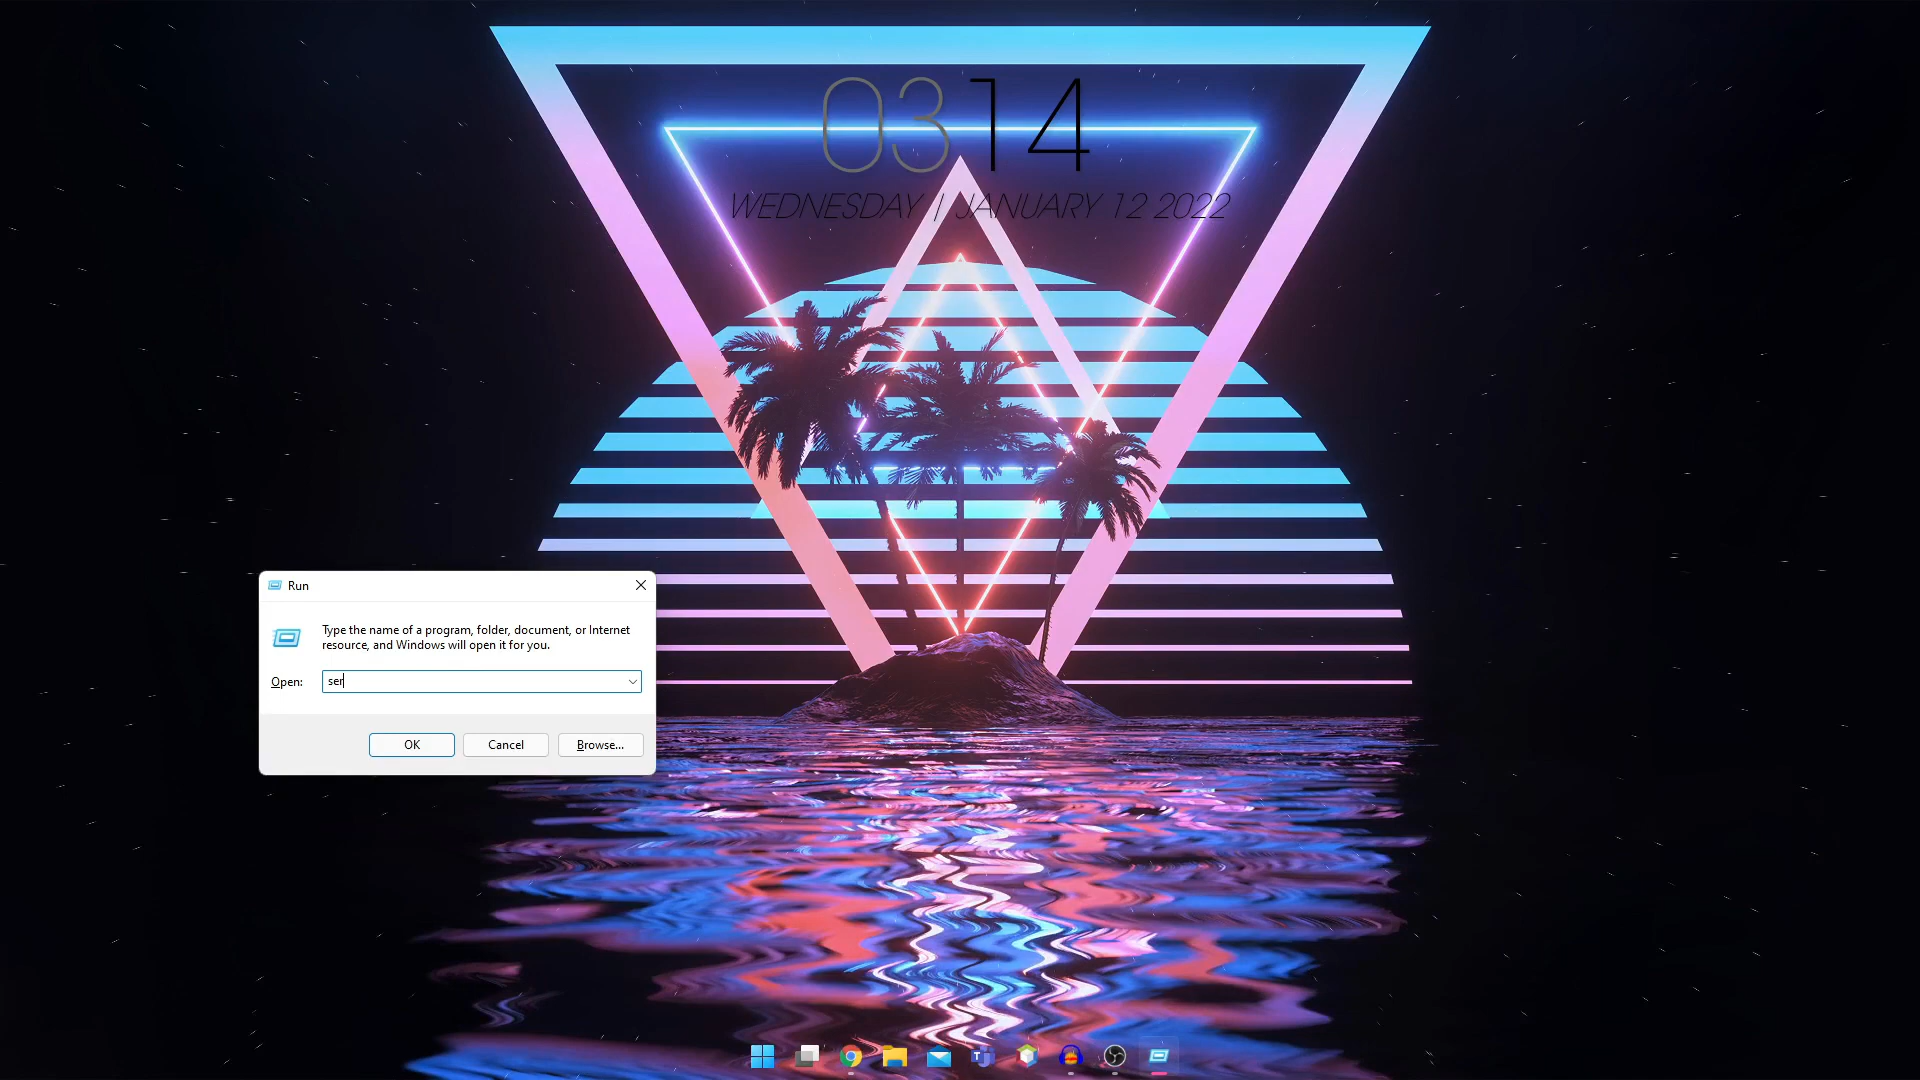 0314
WEDNESDAY | JANUARY 12 2022
Run
Type the name of a program, folder, document, or Internet
resource, and Windows will open it for you.
Open:
ser
OK
Cancel
Browse...